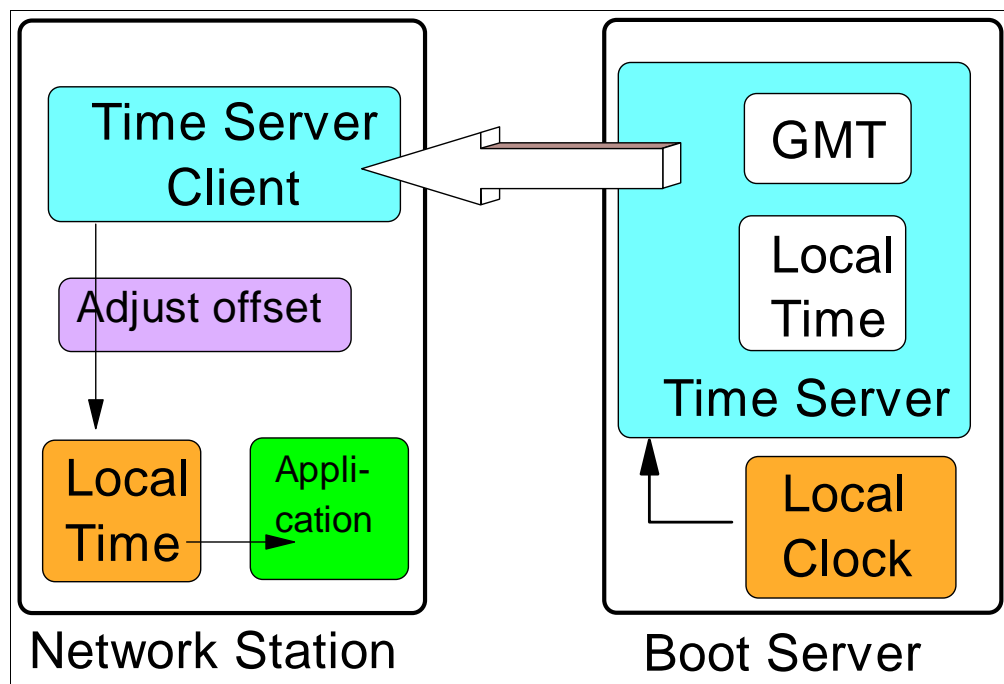 Time Server
Client
Adjust offset
Local
Time
Appli-
cation
Network Station
GMT
Local
Time
Time Server
Local
Clock
Boot Server